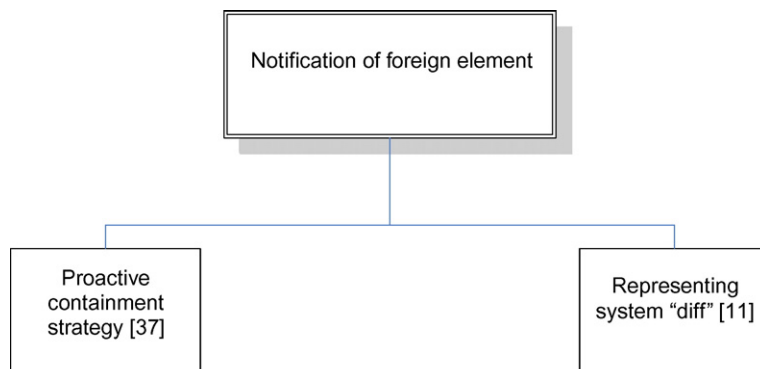 Notification of foreign element
Proactive
containment
strategy [37]
Representing
system “diff” [11]